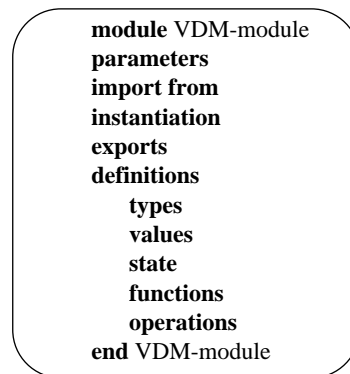 module VDM-module
parameters
import from
instantiation
exports
definitions
types
values
state
functions
operations
end VDM-module